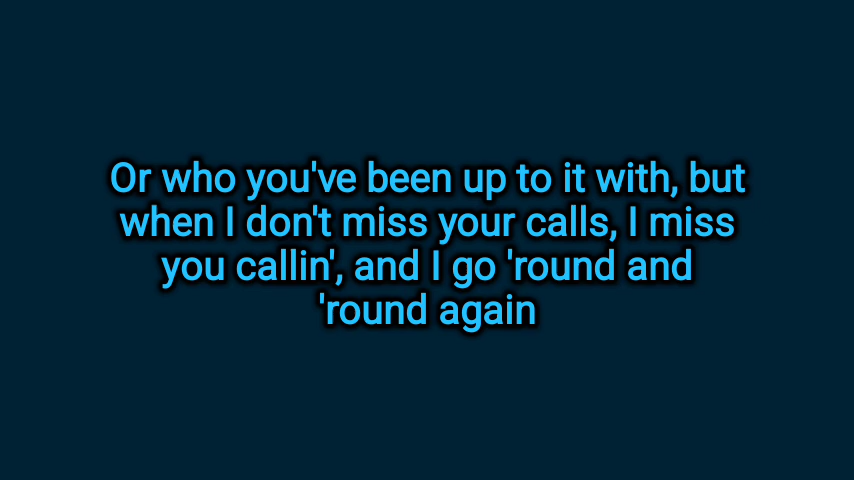 Or who you've been up to it with, but
when I don't miss your calls, I miss
you callin', and I go 'round and
'round again